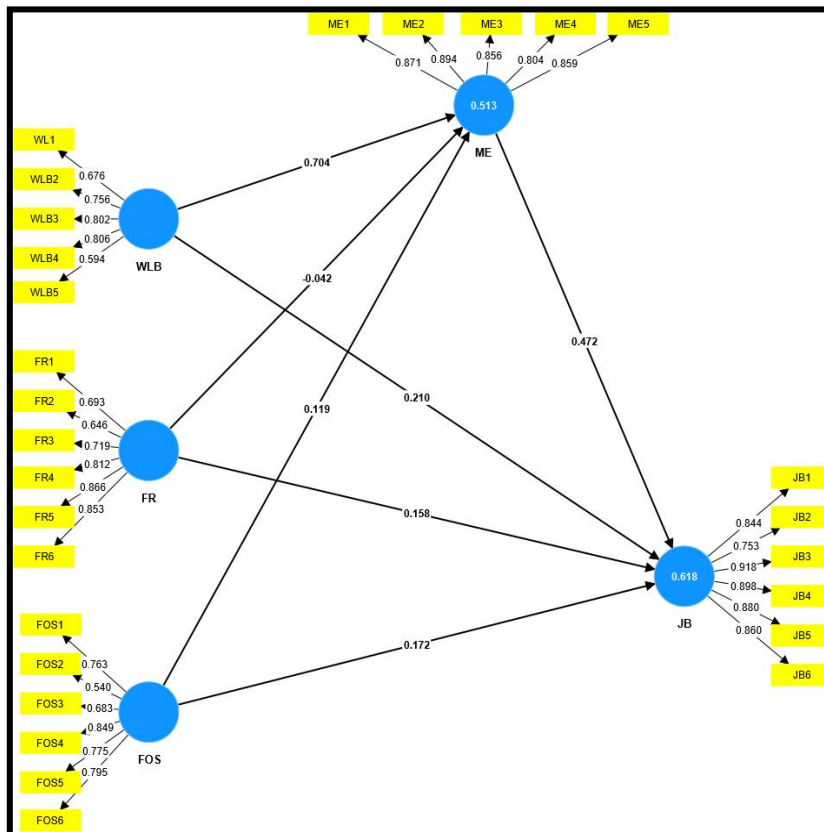 ME1 ME2 ME3 ME4 ME5
0.871 0.894 0.856 0.804 0.859
0.513
ME
WL1
WLB2
WLB3
WLB4
WLB5
0.676
0.756
0.802
0.806
0.594
WLB
0.704
-0.042
0.119
0.210
0.472
FR1
FR2
FR3
FR4
FR5
FR6
0.693
0.646
0.719
0.812
0.866
0.853
FR
0.158
0.172
FOS1
FOS2
FOS3
FOS4
FOS5
FOS6
0.763
0.540
0.683
0.849
0.775
0.795
FOS
0.618
JB
0.844
0.753
0.918
0.898
0.880
0.860
JB1
JB2
JB3
JB4
JB5
JB6